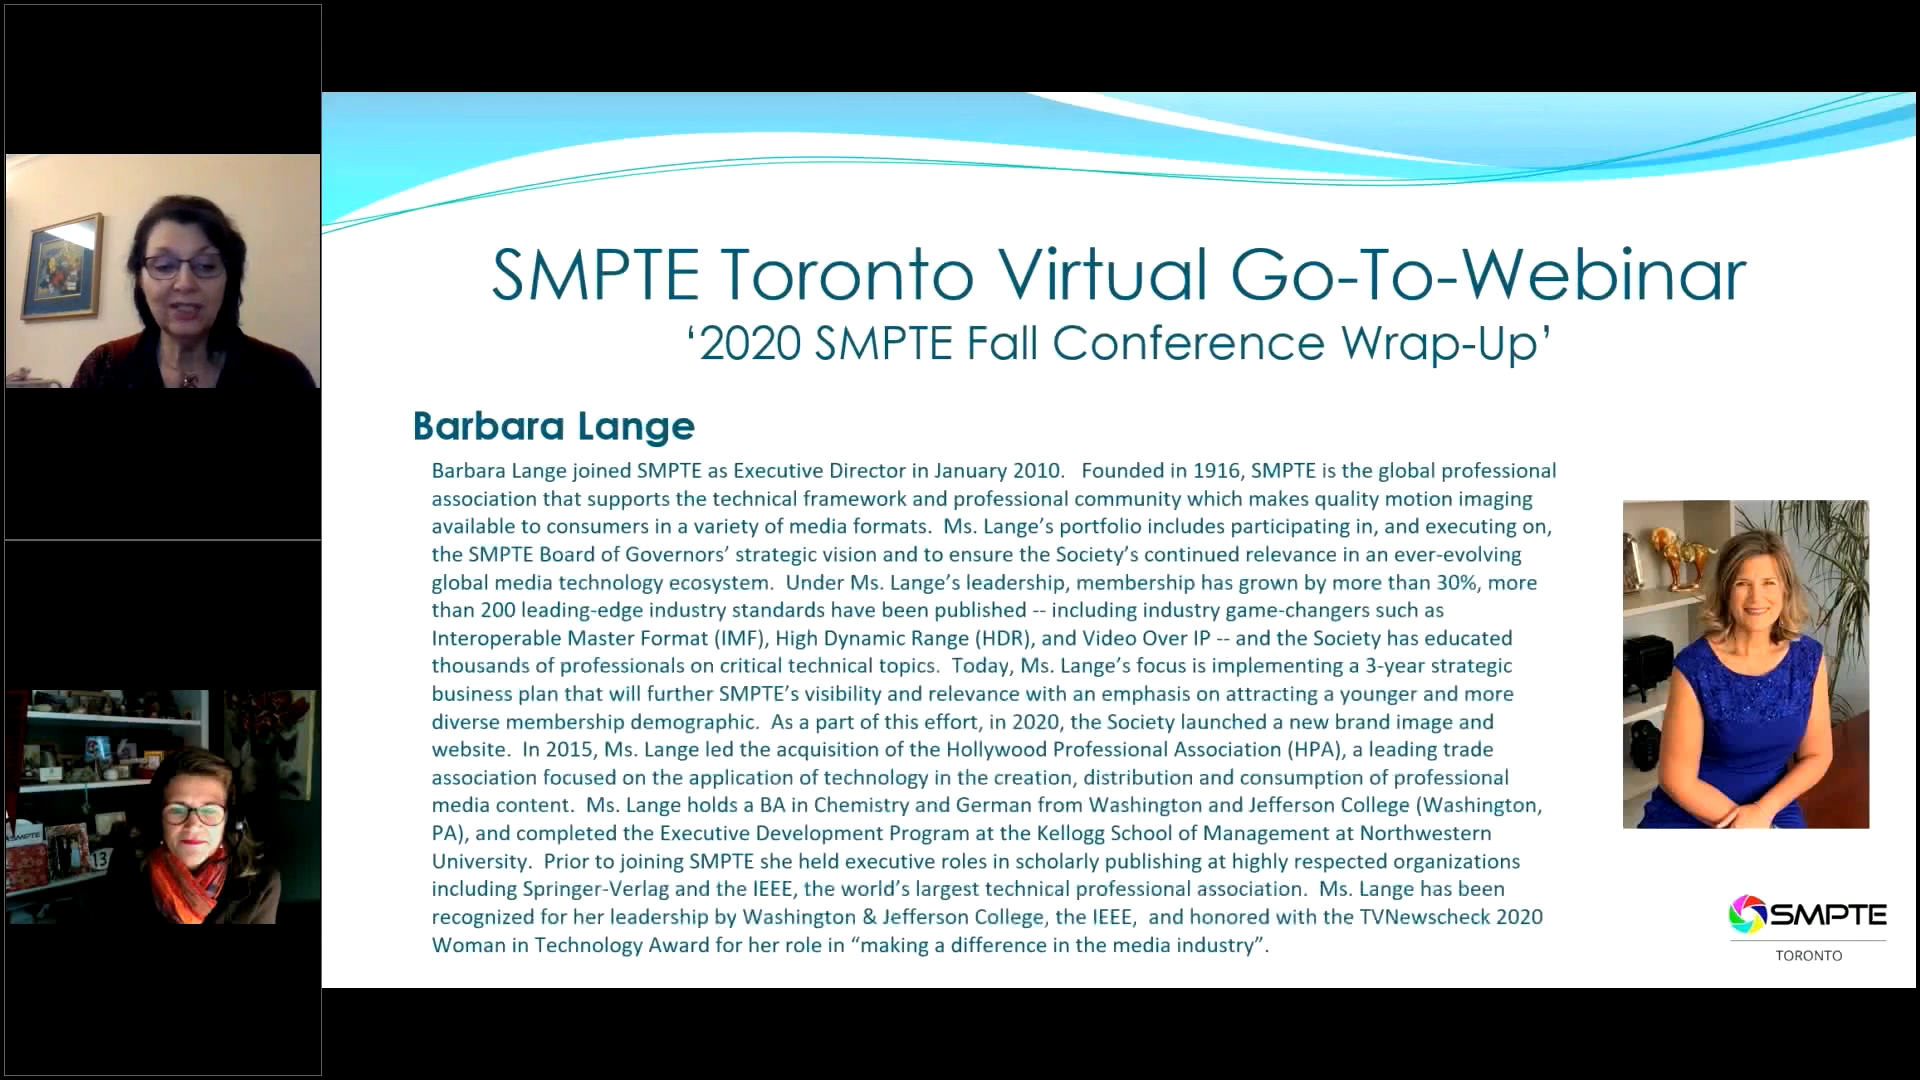 SMPTE Toronto Virtual Go-To-Webinar
‘2020 SMPTE Fall Conference Wrap-Up’
Barbara Lange
Barbara Lange joined SMPTE as Executive Director in January 2010.   Founded in 1916, SMPTE is the global professional
association that supports the technical framework and professional community which makes quality motion imaging
available to consumers in a variety of media formats.  Ms. Lange’s portfolio includes participating in, and executing on,
the SMPTE Board of Governors’ strategic vision and to ensure the Society’s continued relevance in an ever-evolving
global media technology ecosystem.  Under Ms. Lange’s leadership, membership has grown by more than 30%, more
than 200 leading-edge industry standards have been published -- including industry game-changers such as
Interoperable Master Format (IMF), High Dynamic Range (HDR), and Video Over IP -- and the Society has educated
thousands of professionals on critical technical topics.  Today, Ms. Lange’s focus is implementing a 3-year strategic
business plan that will further SMPTE’s visibility and relevance with an emphasis on attracting a younger and more
diverse membership demographic.  As a part of this effort, in 2020, the Society launched a new brand image and
website.  In 2015, Ms. Lange led the acquisition of the Hollywood Professional Association (HPA), a leading trade
association focused on the application of technology in the creation, distribution and consumption of professional
media content.  Ms. Lange holds a BA in Chemistry and German from Washington and Jefferson College (Washington,
PA), and completed the Executive Development Program at the Kellogg School of Management at Northwestern
University.  Prior to joining SMPTE she held executive roles in scholarly publishing at highly respected organizations
including Springer-Verlag and the IEEE, the world’s largest technical professional association.  Ms. Lange has been
recognized for her leadership by Washington & Jefferson College, the IEEE,  and honored with the TVNewscheck 2020
Woman in Technology Award for her role in “making a difference in the media industry”.
SMPTE
TORONTO
SMPTE
13